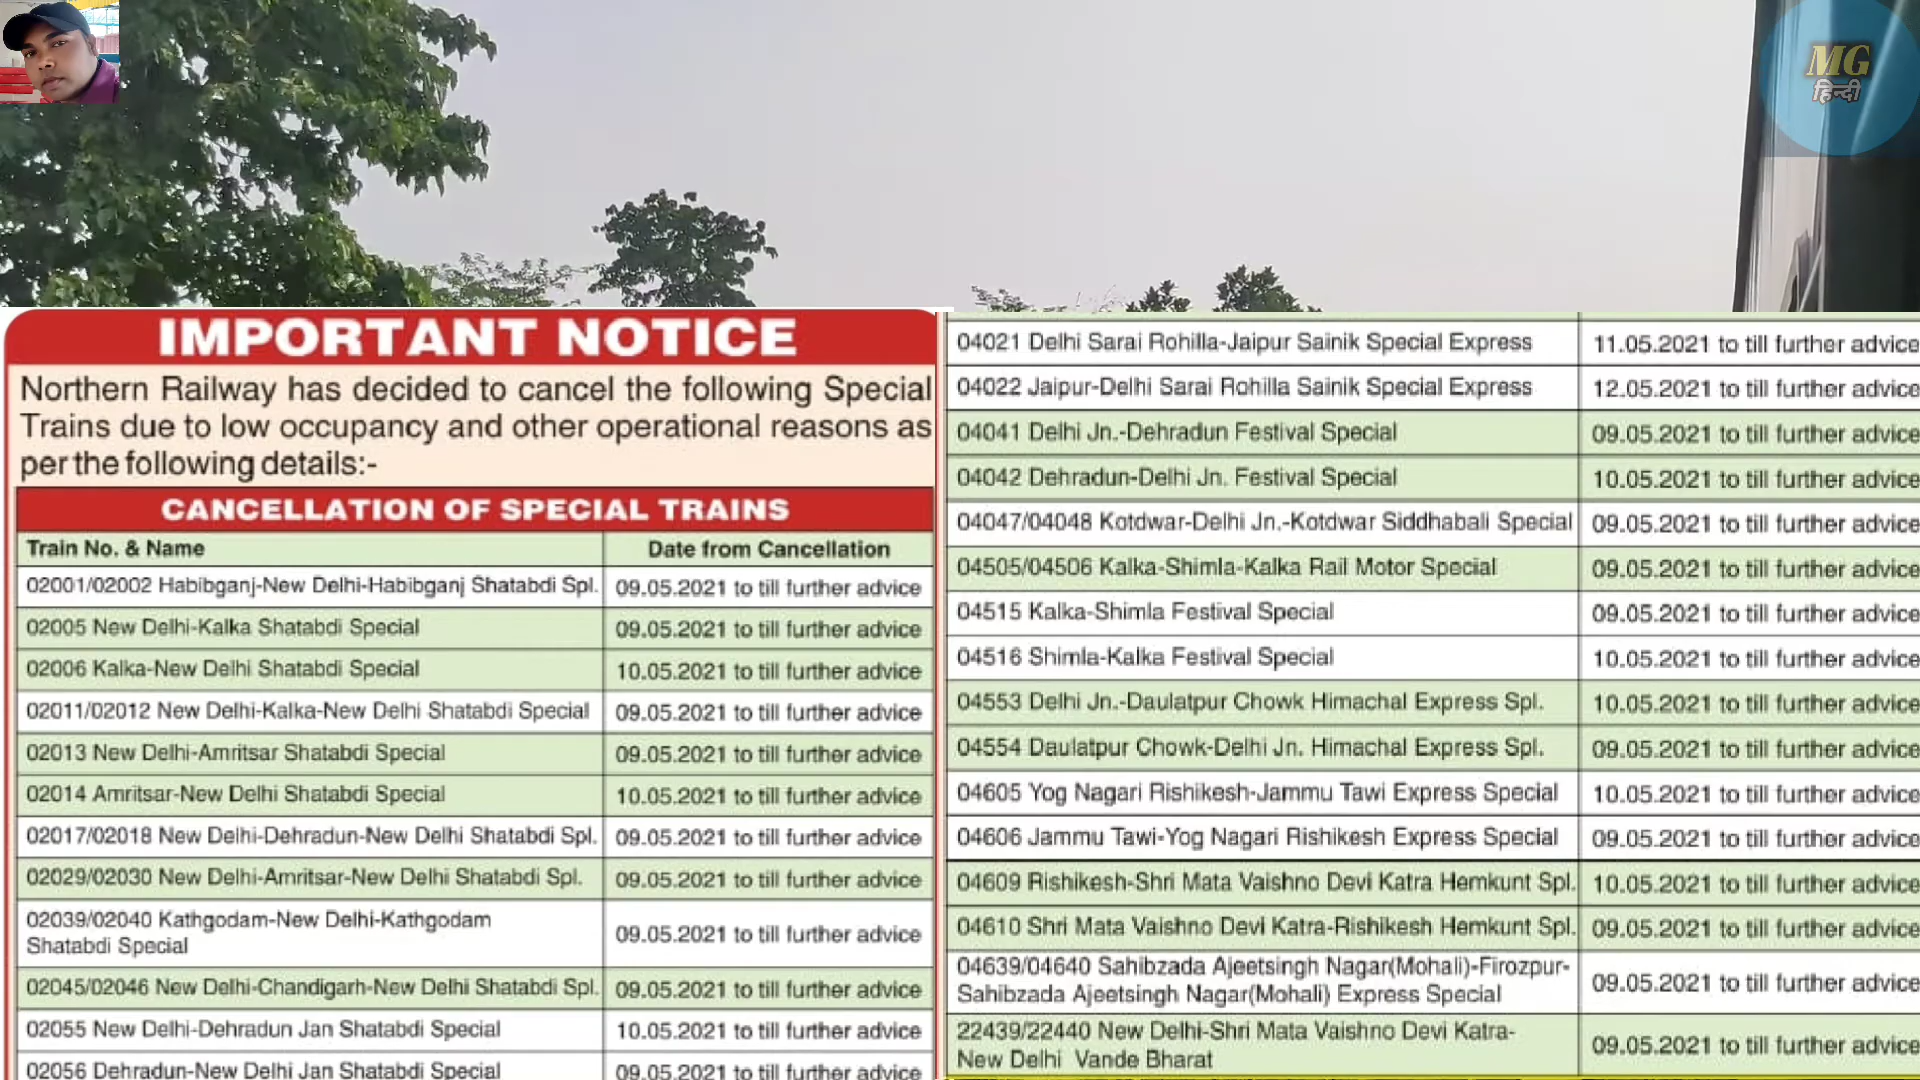 MG
हिन्दी
IMPORTANT NOTICE
Northern Railway has decided to cancel the following Special
Trains due to low occupancy and other operational reasons as
per the following details:-
CANCELLATION OF SPECIAL TRAINS
Train No. & Name Date from Cancellation
02001/02002 Habibganj-New Delhi-Habibganj Shatabdi Spl. 09.05.2021 to till further advice
02005 New Delhi-Kalka Shatabdi Special 09.05.2021 to till further advice
02006 Kalka-New Delhi Shatabdi Special 10.05.2021 to till further advice
02011/02012 New Delhi-Kalka-New Delhi Shatabdi Special 09.05.2021 to till further advice
02013 New Delhi-Amritsar Shatabdi Special 09.05.2021 to till further advice
02014 Amritsar-New Delhi Shatabdi Special 10.05.2021 to till further advice
02017/02018 New Delhi-Dehradun-New Delhi Shatabdi Spl. 09.05.2021 to till further advice
02029/02030 New Delhi-Amritsar-New Delhi Shatabdi Spl. 09.05.2021 to till further advice
02039/02040 Kathgodam-New Delhi-Kathgodam
Shatabdi Special 09.05.2021 to till further advice
02045/02046 New Delhi-Chandigarh-New Delhi Shatabdi Spl. 09.05.2021 to till further advice
02055 New Delhi-Dehradun Jan Shatabdi Special 10.05.2021 to till further advice
02056 Dehradun-New Delhi Jan Shatabdi Special 09.05.2021 to till further advice
04021 Delhi Sarai Rohilla-Jaipur Sainik Special Express 11.05.2021 to till further advice
04022 Jaipur-Delhi Sarai Rohilla Sainik Special Express 12.05.2021 to till further advice
04041 Delhi Jn.-Dehradun Festival Special 09.05.2021 to till further advice
04042 Dehradun-Delhi Jn. Festival Special 10.05.2021 to till further advice
04047/04048 Kotdwar-Delhi Jn.-Kotdwar Siddhabali Special 09.05.2021 to till further advice
04505/04506 Kalka-Shimla-Kalka Rail Motor Special 09.05.2021 to till further advice
04515 Kalka-Shimla Festival Special 09.05.2021 to till further advice
04516 Shimla-Kalka Festival Special 10.05.2021 to till further advice
04553 Delhi Jn.-Daulatpur Chowk Himachal Express Spl. 10.05.2021 to till further advice
04554 Daulatpur Chowk-Delhi Jn. Himachal Express Spl. 09.05.2021 to till further advice
04605 Yog Nagari Rishikesh-Jammu Tawi Express Special 10.05.2021 to till further advice
04606 Jammu Tawi-Yog Nagari Rishikesh Express Special 09.05.2021 to till further advice
04609 Rishikesh-Shri Mata Vaishno Devi Katra Hemkunt Spl. 10.05.2021 to till further advice
04610 Shri Mata Vaishno Devi Katra-Rishikesh Hemkunt Spl. 09.05.2021 to till further advice
04639/04640 Sahibzada Ajeetsingh Nagar(Mohali)-Firozpur-
Sahibzada Ajeetsingh Nagar(Mohali) Express Special 09.05.2021 to till further advice
22439/22440 New Delhi-Shri Mata Vaishno Devi Katra-
New Delhi Vande Bharat 09.05.2021 to till further advice